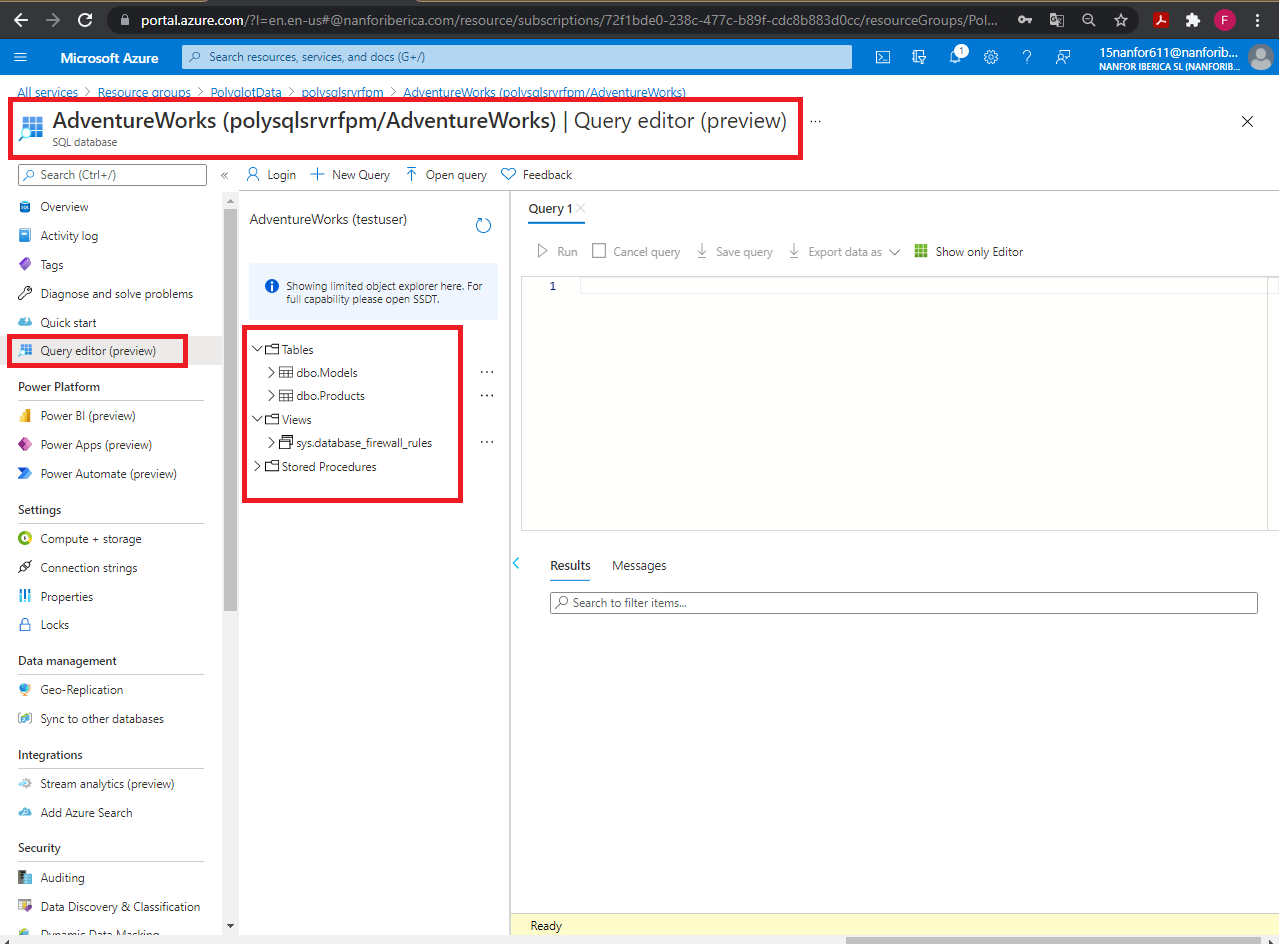 portal.azure.com/?l=en.en-us#@nanforiberica.com/resource/subscriptions/72f1bde0-238c-477c-b89f-cdc8b883d0cc/resourceGroups/Pol...
F
Microsoft Azure
Search resources, services, and docs (G+/)
1
15nanfor611@nanforib...
NANFOR IBERICA SL (NANFORIB...
All services > Resource groups > PolyglotData > polysqlsrvrfpm > AdventureWorks (polysqlsrvrfpm/AdventureWorks)
AdventureWorks (polysqlsrvrfpm/AdventureWorks) | Query editor (preview) ...
SQL database
Search (Ctrl+/)
«
Login
New Query
Open query
Feedback
Overview
Activity log
Tags
Diagnose and solve problems
Quick start
Query editor (preview)
Power Platform
Power BI (preview)
Power Apps (preview)
Power Automate (preview)
Settings
Compute + storage
Connection strings
Properties
Locks
Data management
Geo-Replication
Sync to other databases
Integrations
Stream analytics (preview)
Add Azure Search
Security
Auditing
Data Discovery & Classification
Dynamic Data Masking
AdventureWorks (testuser)
Showing limited object explorer here. For
full capability please open SSDT.
Tables
dbo.Models ...
dbo.Products ...
Views
sys.database_firewall_rules ...
Stored Procedures
Query 1
Run
Cancel query
Save query
Export data as
Show only Editor
1
Results
Messages
Search to filter items...
Ready